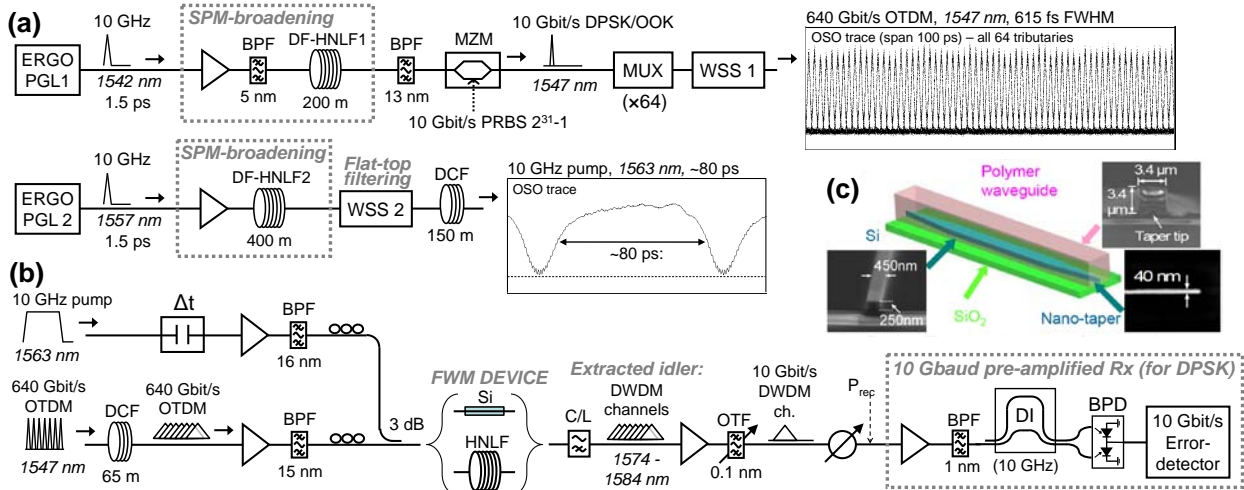 (a)
10 GHz
SPM-broadening
BPF
DF-HNLF1
BPF
MZM
10 Gbit/s DPSK/OOK
640 Gbit/s OTDM, 1547 nm, 615 fs FWHM
OSO trace (span 100 ps) – all 64 tributaries
ERGO
PGL1
1542 nm
1.5 ps
5 nm
200 m
13 nm
1547 nm
MUX
(×64)
WSS 1
10 Gbit/s PRBS 2³¹-1
10 GHz
SPM-broadening
DF-HNLF2
Flat-top
filtering
DCF
10 GHz pump, 1563 nm, ~80 ps
OSO trace
ERGO
PGL 2
1557 nm
1.5 ps
400 m
WSS 2
150 m
~80 ps:
(c)
Polymer
waveguide
3.4 µm
3.4
µm
Taper tip
Si
450nm
250nm
SiO₂
Nano-taper
40 nm
(b)
10 GHz pump
1563 nm
Δt
BPF
16 nm
640 Gbit/s
OTDM
1547 nm
DCF
65 m
640 Gbit/s
OTDM
BPF
15 nm
3 dB
FWM DEVICE
Si
HNLF
Extracted idler:
C/L
DWDM
channels
1574 -
1584 nm
OTF
0.1 nm
10 Gbit/s
DWDM
ch.
Prec
10 Gbaud pre-amplified Rx (for DPSK)
BPF
1 nm
DI
(10 GHz)
BPD
10 Gbit/s
Error-
detector